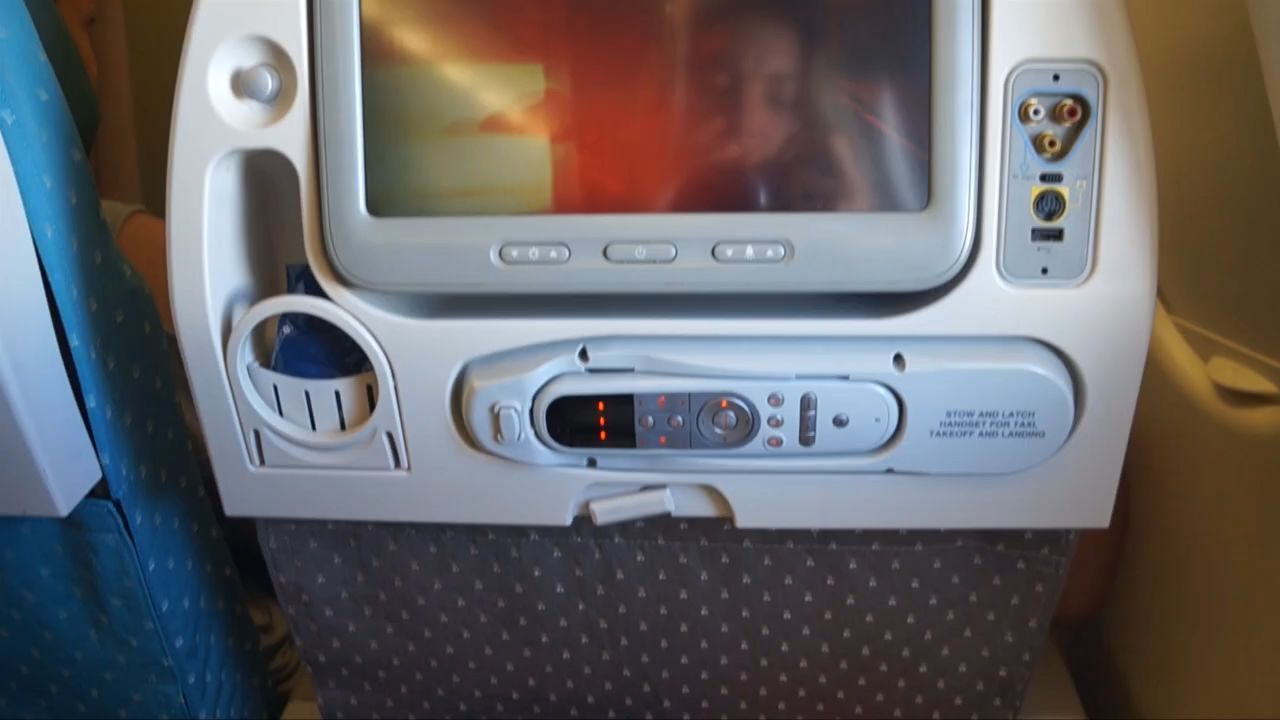 STOW AND LATCH
HANDSET FOR TAXI,
TAKEOFF AND LANDING